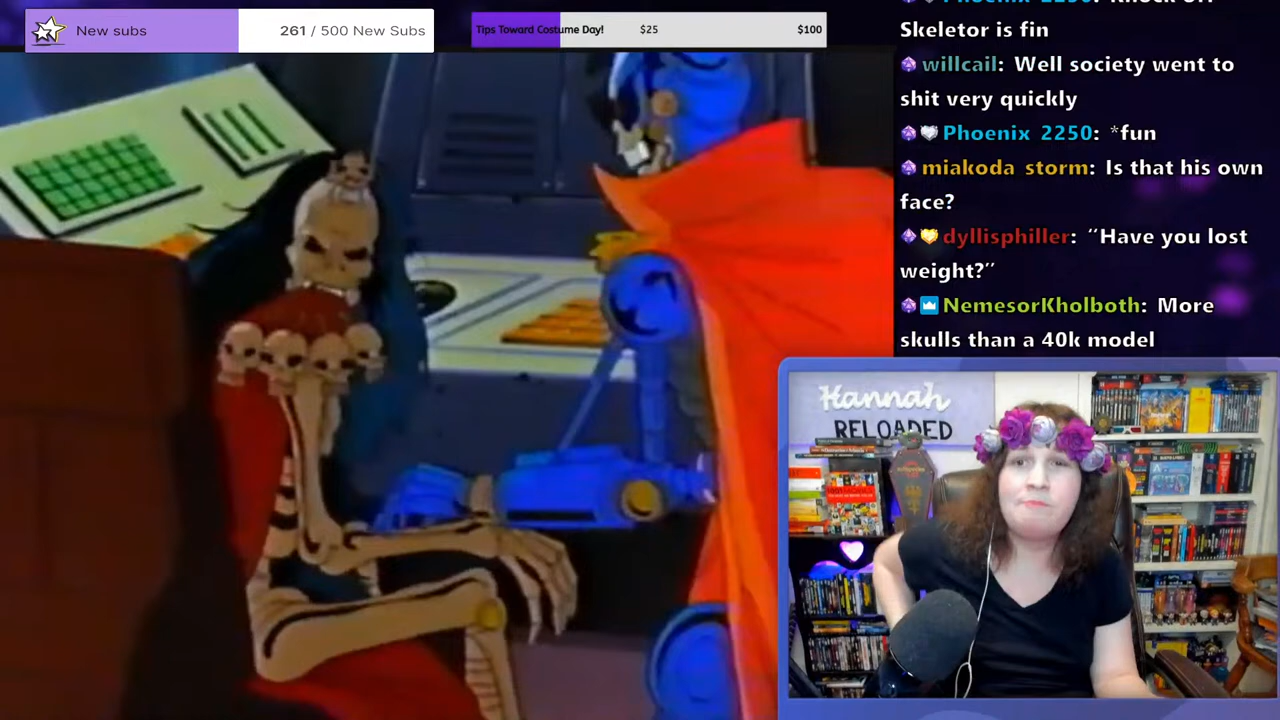 New subs
261 / 500 New Subs
Tips Toward Costume Day!
$25
$100
Skeletor is fin
willcail: Well society went to
shit very quickly
Phoenix 2250: *fun
miakoda storm: Is that his own
face?
dyllisphiller: “Have you lost
weight?”
NemesorKholboth: More
skulls than a 40k model
Hannah
RELOADED